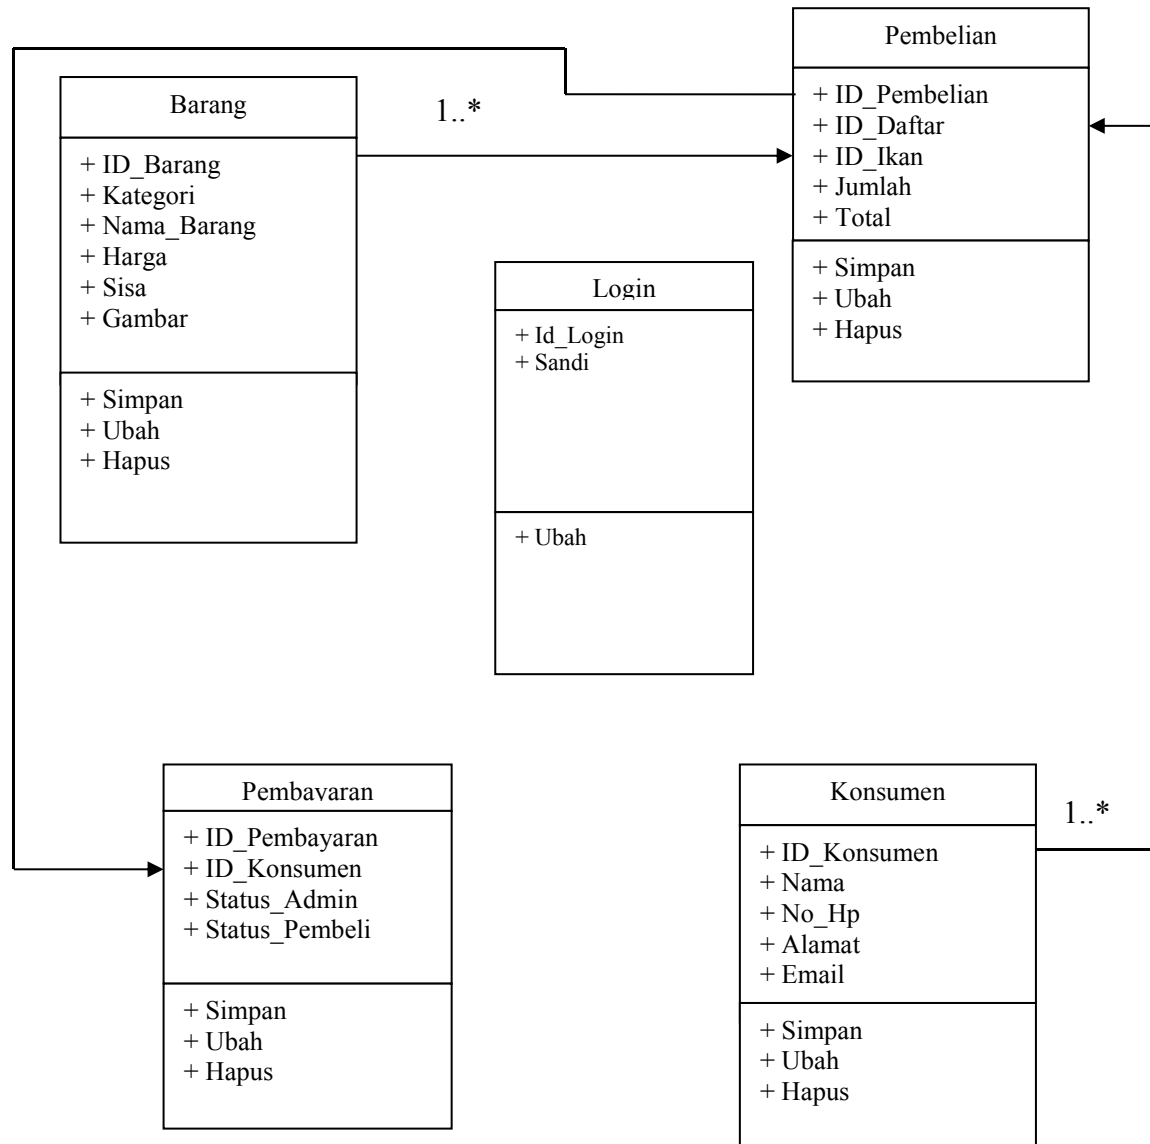 Pembelian
+ ID_Pembelian
+ ID_Daftar
+ ID_Ikan
+ Jumlah
+ Total
+ Simpan
+ Ubah
+ Hapus
Barang
+ ID_Barang
+ Kategori
+ Nama_Barang
+ Harga
+ Sisa
+ Gambar
+ Simpan
+ Ubah
+ Hapus
1..*
Login
+ Id_Login
+ Sandi
+ Ubah
Pembayaran
+ ID_Pembayaran
+ ID_Konsumen
+ Status_Admin
+ Status_Pembeli
+ Simpan
+ Ubah
+ Hapus
Konsumen
+ ID_Konsumen
+ Nama
+ No_Hp
+ Alamat
+ Email
+ Simpan
+ Ubah
+ Hapus
1..*